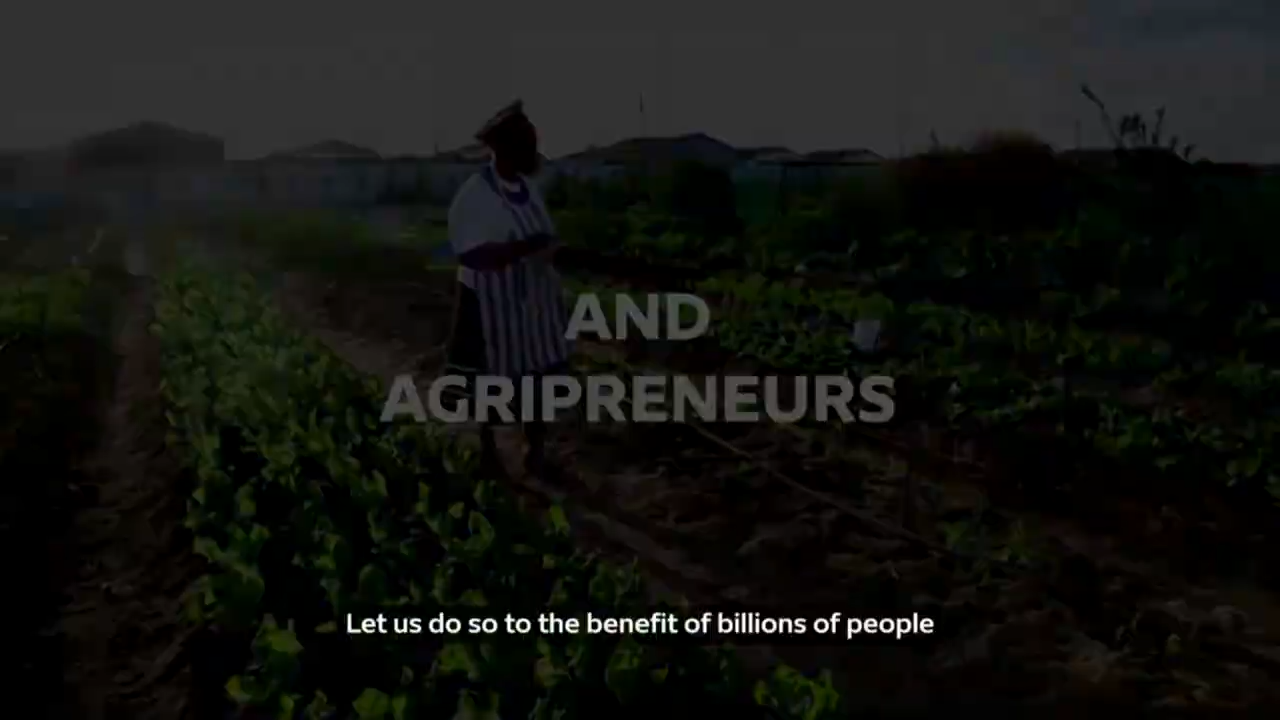 AND
AGRIPRENEURS
Let us do so to the benefit of billions of people